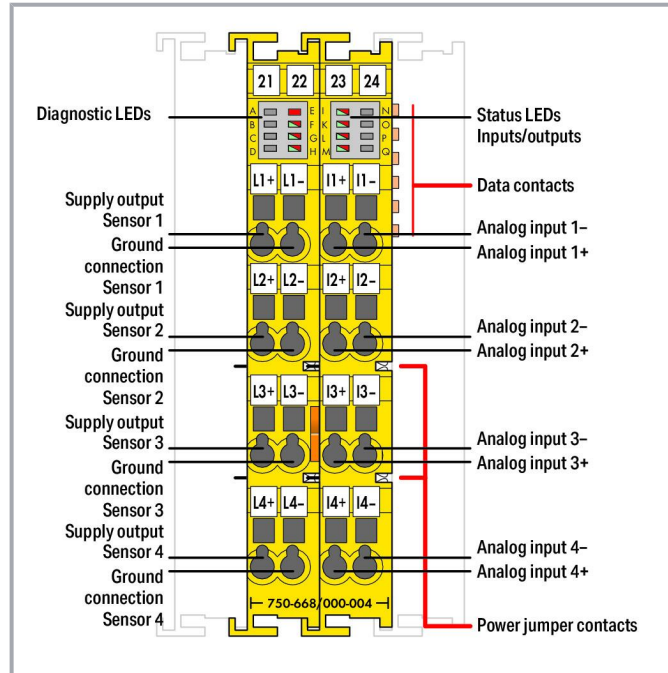 21 22 23 24
Diagnostic LEDs
A E I N
B F K O
C G L P
D H M Q
Status LEDs
Inputs/outputs
L1+ L1– I1+ I1–
Data contacts
Supply output
Sensor 1
Ground
connection
Sensor 1
Analog input 1–
Analog input 1+
L2+ L2– I2+ I2–
Supply output
Sensor 2
Ground
connection
Sensor 2
Analog input 2–
Analog input 2+
L3+ L3– I3+ I3–
Supply output
Sensor 3
Ground
connection
Sensor 3
Analog input 3–
Analog input 3+
L4+ L4– I4+ I4–
Supply output
Sensor 4
Ground
connection
Sensor 4
Analog input 4–
Analog input 4+
750-668/000-004
Power jumper contacts